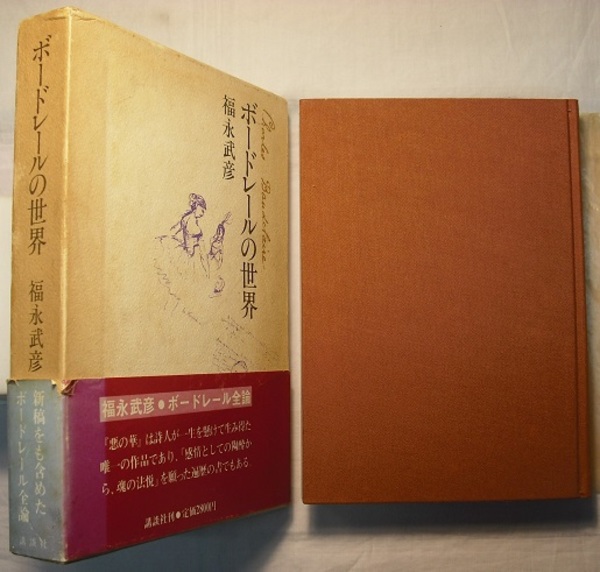 ボードレールの世界
福永武彦
新稿をも含めた
ボードレール全論
講談社
Charles Baudelaire
ボードレールの世界
福永武彦
福永武彦●ボードレール全論
『悪の華』は詩人が一生を懸けて生み得た
唯一の作品であり、「感情としての陶酔か
ら、魂の法悦」を願った遍歴の書でもある。
講談社刊●定価2800円